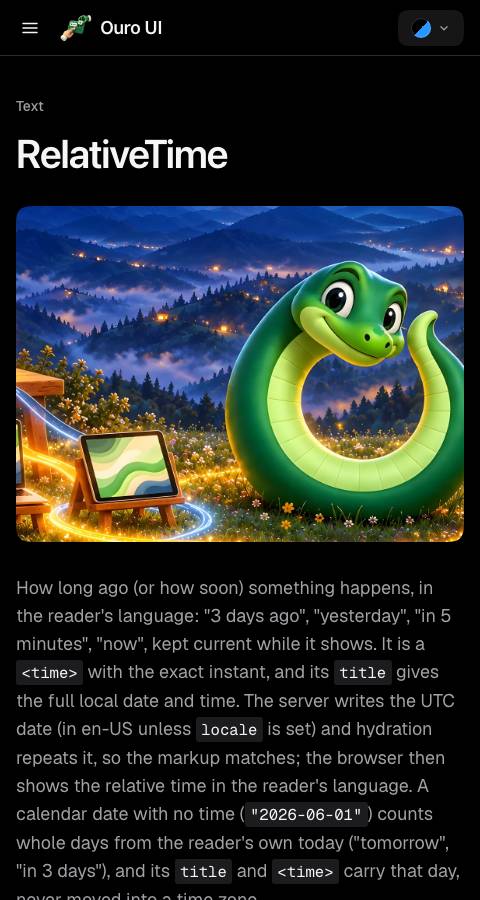 Ouro UI
Text
RelativeTime
How long ago (or how soon) something happens, in
the reader's language: "3 days ago", "yesterday", "in 5
minutes", "now", kept current while it shows. It is a
<time> with the exact instant, and its title gives
the full local date and time. The server writes the UTC
date (in en-US unless locale is set) and hydration
repeats it, so the markup matches; the browser then
shows the relative time in the reader's language. A
calendar date with no time ("2026-06-01") counts
whole days from the reader's own today ("tomorrow",
"in 3 days"), and its title and <time> carry that day,
never moved into a time zone